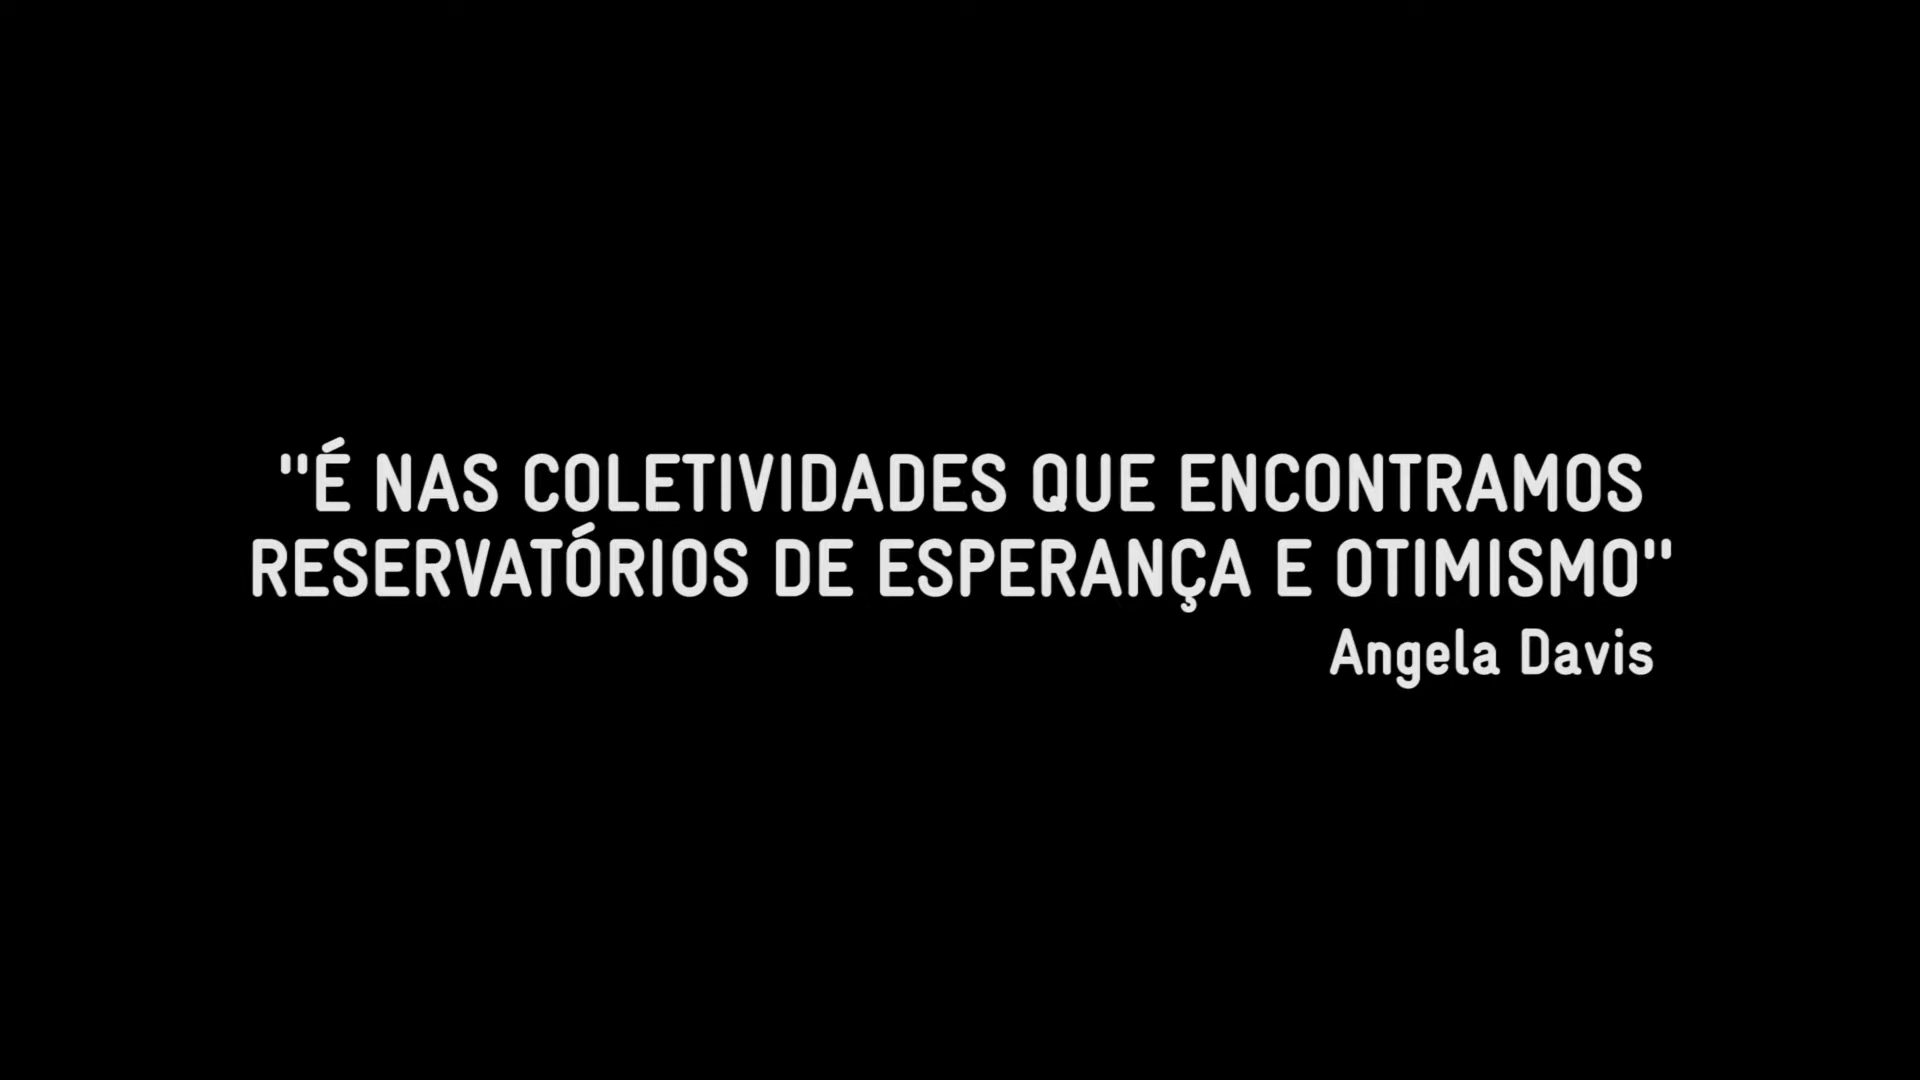 "É NAS COLETIVIDADES QUE ENCONTRAMOS
RESERVATÓRIOS DE ESPERANÇA E OTIMISMO"
Angela Davis